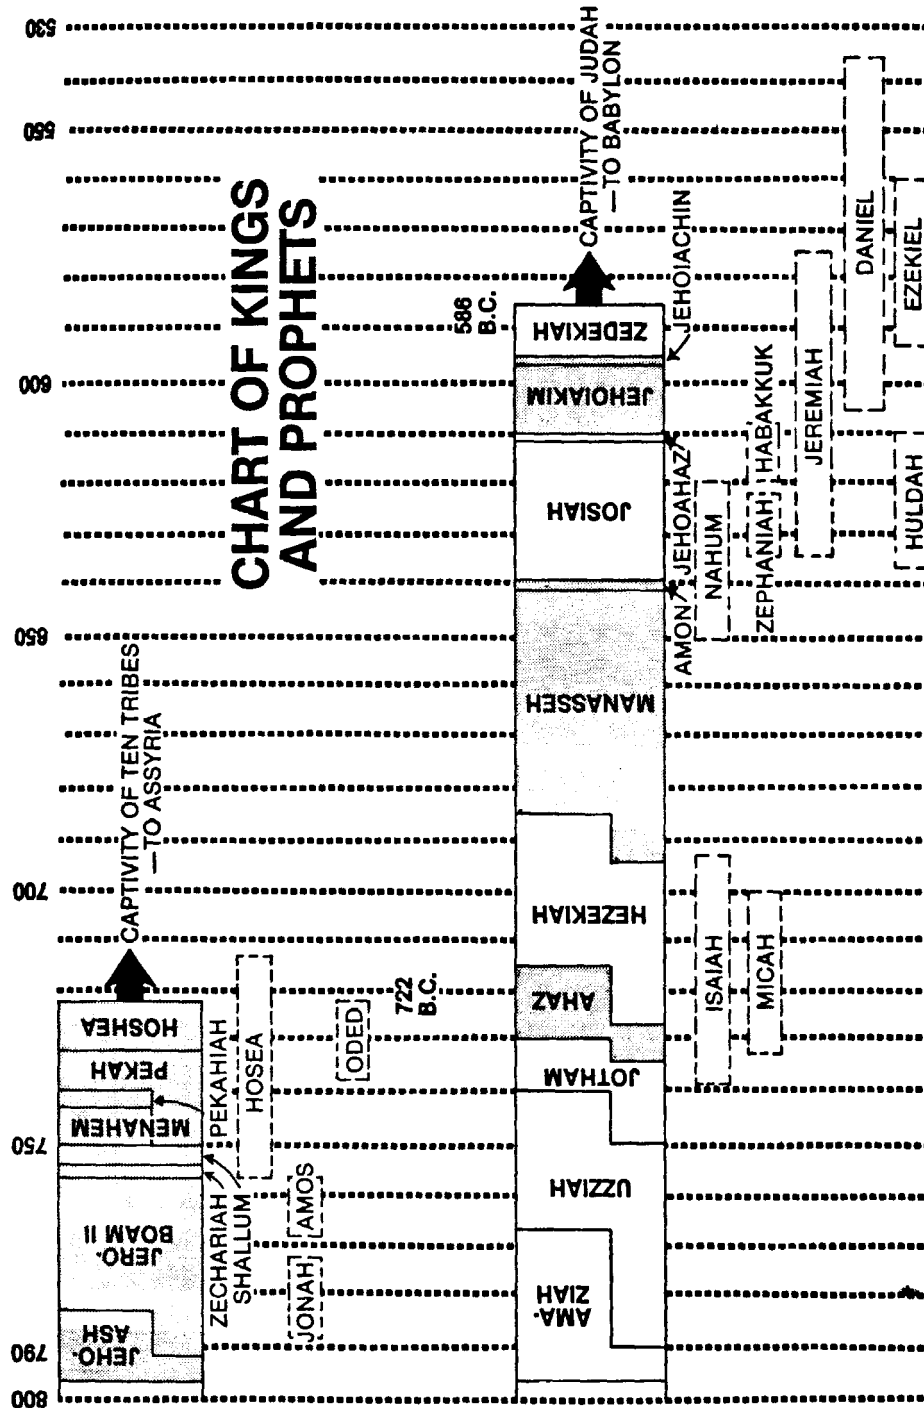 CHART OF KINGS
AND PROPHETS
800
790
750
700
650
600
550
530
JEHO-
ASH
JERO-
BOAM II
ZECHARIAH
SHALLUM
MENAHEM
PEKAHIAH
PEKAH
HOSHEA
CAPTIVITY OF TEN TRIBES
—TO ASSYRIA
JONAH
AMOS
HOSEA
ODED
722
B.C.
AMA-
ZIAH
UZZIAH
JOTHAM
AHAZ
HEZEKIAH
MANASSEH
AMON
JOSIAH
JEHOAHAZ
JEHOIAKIM
JEHOIACHIN
ZEDEKIAH
586
B.C.
CAPTIVITY OF JUDAH
—TO BABYLON
ISAIAH
MICAH
NAHUM
ZEPHANIAH
HABAKKUK
JEREMIAH
HULDAH
DANIEL
EZEKIEL